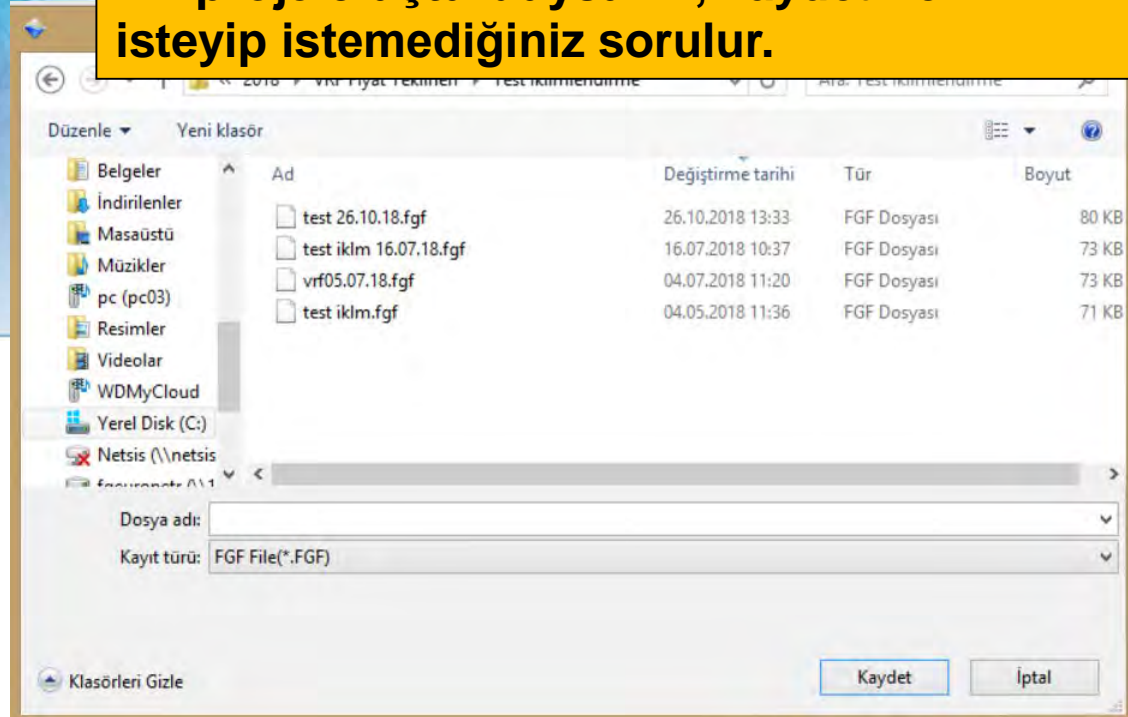 isteyip istemediğiniz sorulur.
Düzenle Yeni klasör
Belgeler
İndirilenler
Masaüstü
Müzikler
pc (pc03)
Resimler
Videolar
WDMyCloud
Yerel Disk (C:)
Netsis (\\netsis
Ad Değiştirme tarihi Tür Boyut
test 26.10.18.fgf 26.10.2018 13:33 FGF Dosyası 80 KB
test iklm 16.07.18.fgf 16.07.2018 10:37 FGF Dosyası 73 KB
vrf05.07.18.fgf 04.07.2018 11:20 FGF Dosyası 73 KB
test iklm.fgf 04.05.2018 11:36 FGF Dosyası 71 KB
Dosya adı:
Kayıt türü: FGF File(*.FGF)
Klasörleri Gizle
Kaydet İptal